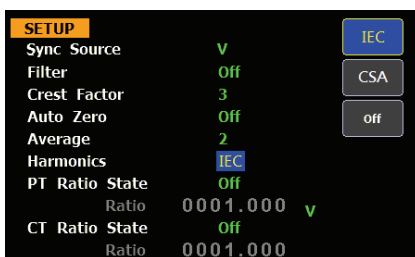 SETUP
Sync Source V
Filter Off
Crest Factor 3
Auto Zero Off
Average 2
Harmonics IEC
PT Ratio State Off
Ratio 0001.000 V
CT Ratio State Off
Ratio 0001.000
IEC
CSA
Off